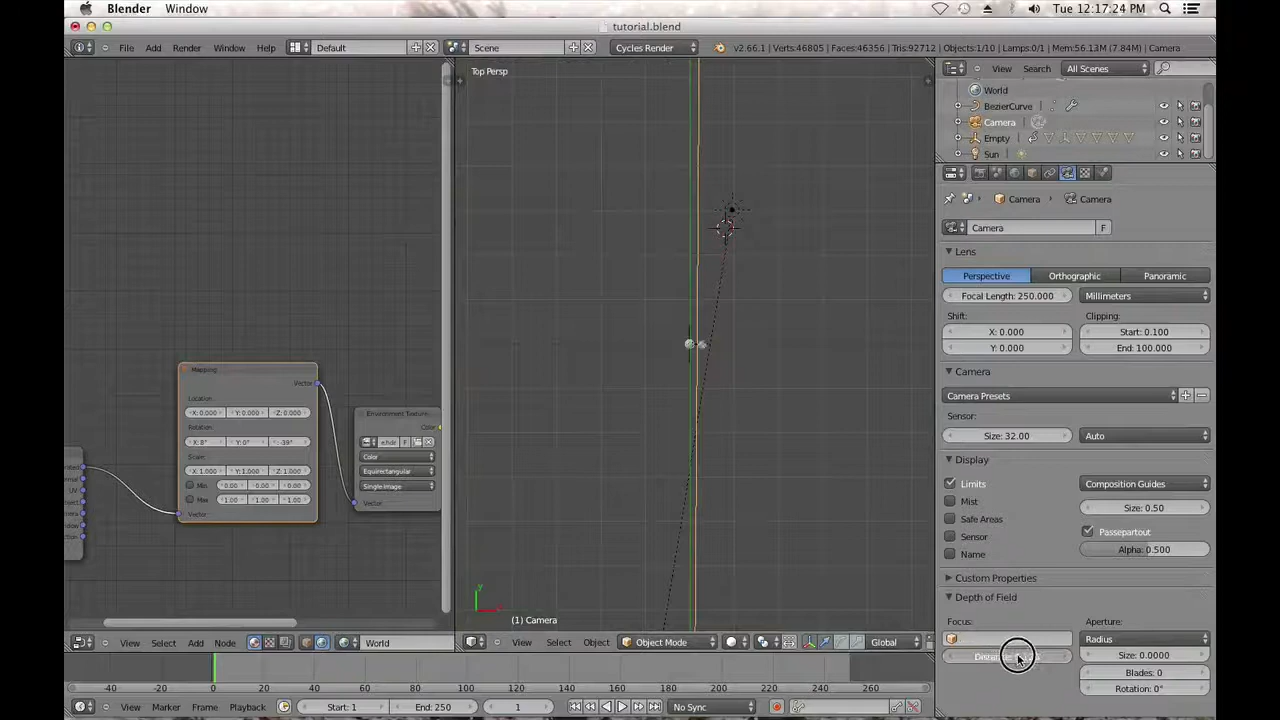 Blender Window Tue 12:17:24 PM
tutorial.blend
File Add Render Window Help Default Scene Cycles Render v2.66.1 | Verts:46805 | Faces:46356 | Tris:92712 | Objects:1/10 | Lamps:0/1 | Mem:56.13M (7.84M) | Camera
View Search All Scenes
World
BezierCurve
Camera
Empty
Sun
Top Persp
Camera Camera
Camera F
Lens
Perspective Orthographic Panoramic
Focal Length: 250.000 Millimeters
Shift: Clipping:
X: 0.000 Start: 0.100
Y: 0.000 End: 100.000
Camera
Camera Presets
Sensor:
Size: 32.00 Auto
Display
Limits Composition Guides
Mist Size: 0.50
Safe Areas
Sensor Passepartout
Name Alpha: 0.500
Custom Properties
Depth of Field
Focus: Aperture:
Radius
Size: 0.0000
Blades: 0
Rotation: 0°
Mapping
Vector
Location:
X: 0.000 Y: 0.000 Z: 0.000
Rotation:
X: 8° Y: 0° Z: -39°
Scale:
X: 1.000 Y: 1.000 Z: 1.000
Min 0.00 0.00 0.00
Max 1.00 1.00 1.00
Vector
Environment Texture
Color
F
Color
Equirectangular
Single Image
Vector
UV
y
(1) Camera
View Select Add Node World
View Select Object Object Mode Global
-40 -20 0 20 40 60 80 100 120 140 160 180 200 220 240 260
View Marker Frame Playback Start: 1 End: 250 1 No Sync